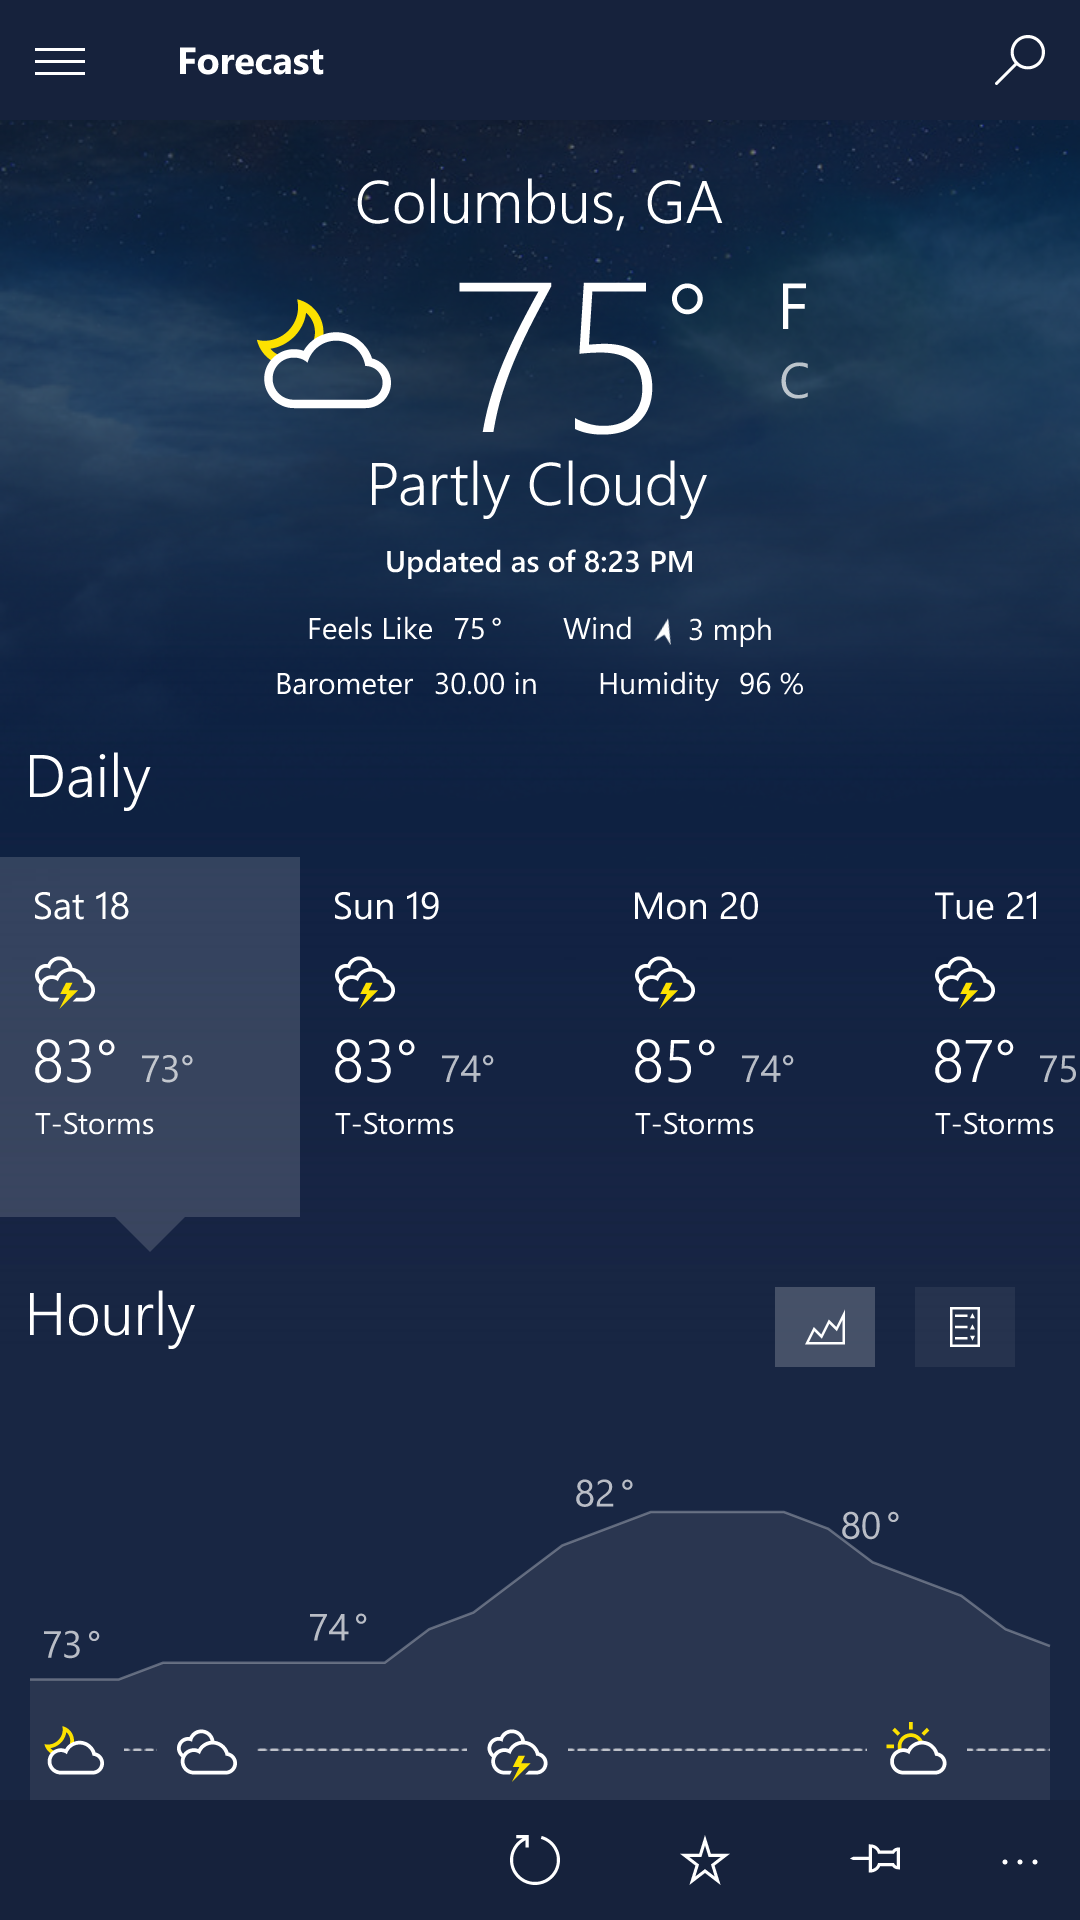 Forecast
Columbus, GA
75° F
C
Partly Cloudy
Updated as of 8:23 PM
Feels Like 75° Wind 3 mph
Barometer 30.00 in Humidity 96 %
Daily
Sat 18 Sun 19 Mon 20 Tue 21
83° 73° 83° 74° 85° 74° 87° 75
T-Storms T-Storms T-Storms T-Storms
Hourly
82°
80°
74°
73°